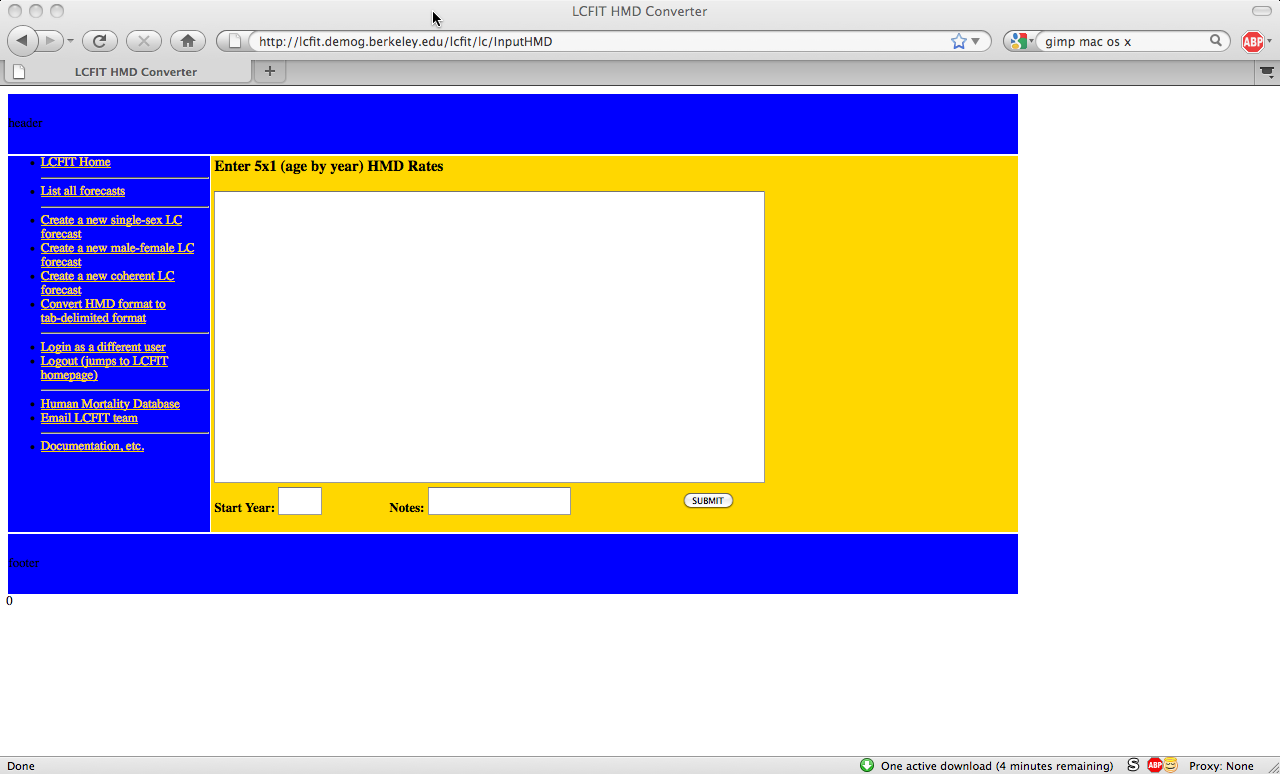 LCFIT HMD Converter
http://lcfit.demog.berkeley.edu/lcfit/lc/InputHMD
gimp mac os x
ABP
LCFIT HMD Converter
header
LCFIT Home
List all forecasts
Create a new single-sex LC
forecast
Create a new male-female LC
forecast
Create a new coherent LC
forecast
Convert HMD format to
tab-delimited format
Login as a different user
Logout (jumps to LCFIT
homepage)
Human Mortality Database
Email LCFIT team
Documentation, etc.
Enter 5x1 (age by year) HMD Rates
Start Year:
Notes:
SUBMIT
footer
0
Done
One active download (4 minutes remaining)
S
ABP
Proxy: None